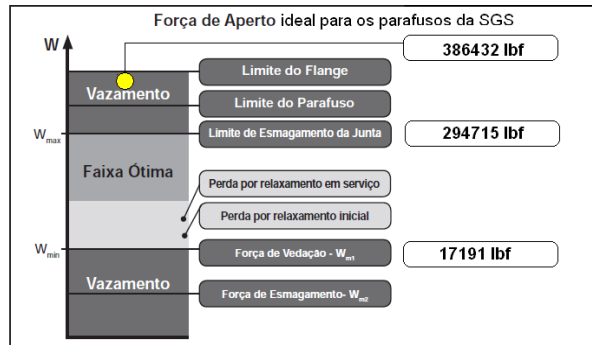 Força de Aperto ideal para os parafusos da SGS
W
386432 lbf
Limite do Flange
Vazamento
Limite do Parafuso
Wmax
Limite de Esmagamento da Junta
294715 lbf
Faixa Ótima
Perda por relaxamento em serviço
Perda por relaxamento inicial
Wmin
Força de Vedação - Wm1
17191 lbf
Vazamento
Força de Esmagamento- Wm2